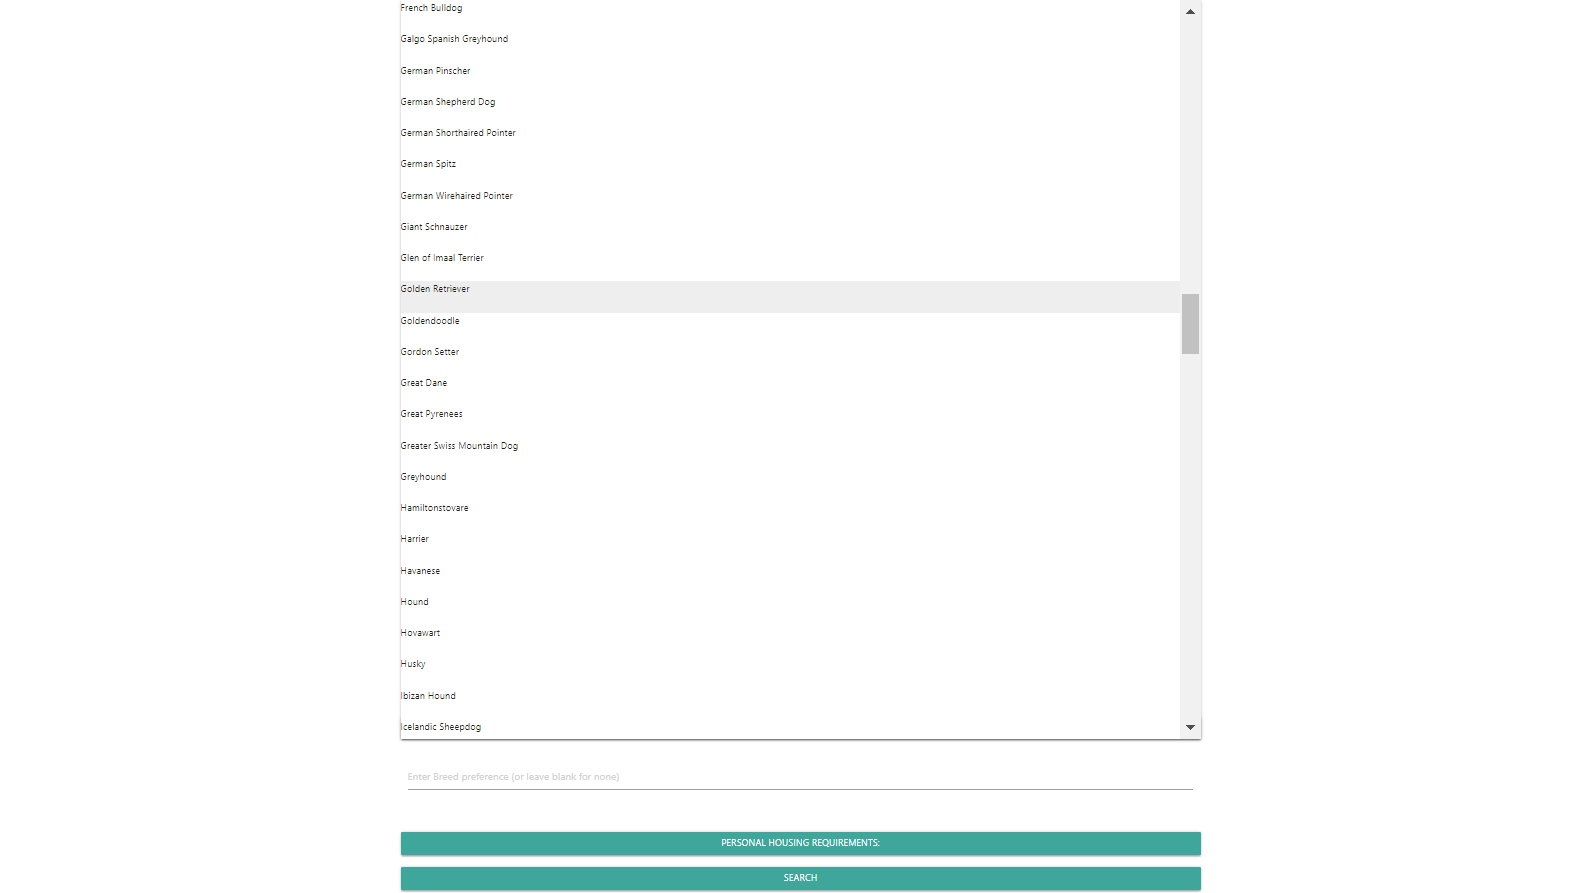 French Bulldog
Galgo Spanish Greyhound
German Pinscher
German Shepherd Dog
German Shorthaired Pointer
German Spitz
German Wirehaired Pointer
Giant Schnauzer
Glen of Imaal Terrier
Golden Retriever
Goldendoodle
Gordon Setter
Great Dane
Great Pyrenees
Greater Swiss Mountain Dog
Greyhound
Hamiltonstovare
Harrier
Havanese
Hound
Hovawart
Husky
Ibizan Hound
Icelandic Sheepdog
Enter Breed preference (or leave blank for none)
PERSONAL HOUSING REQUIREMENTS:
SEARCH